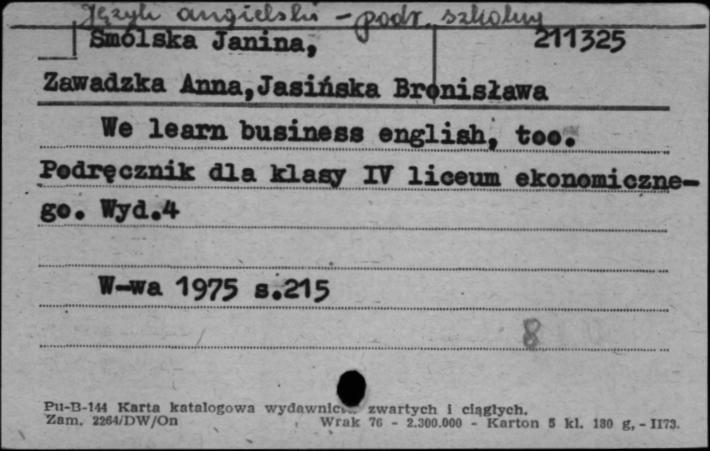 Język angielski - podr. szkolny
Smólska Janina, 211325
Zawadzka Anna,Jasińska Bronisława
We learn business english, too.
Podręcznik dla klasy IV liceum ekonomiczne-
go. Wyd.4
W-wa 1975 s.215
8
Pu-B-144 Karta katalogowa wydawnictw zwartych i ciągłych.
Zam. 2264/DW/On Wrak 76 - 2.300.000 - Karton 5 kl. 180 g, - II73.